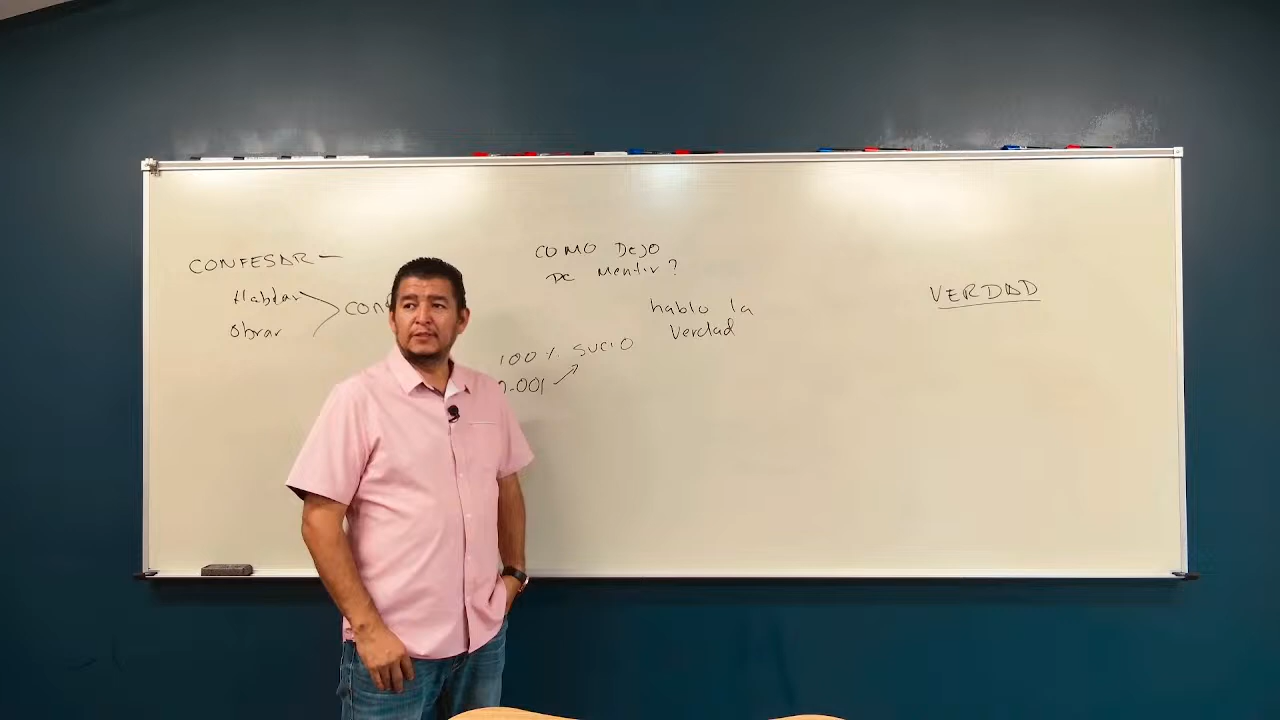 CONFESAR -
Hablar
Obrar
COMO DEJO
DE Mentir?
hablo la
Verdad
100% SUCIO
VERDAD